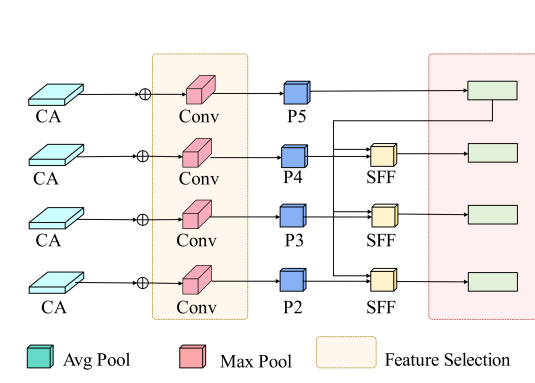 CA Conv P5
CA Conv P4 SFF
CA Conv P3 SFF
CA Conv P2 SFF
Avg Pool Max Pool Feature Selection